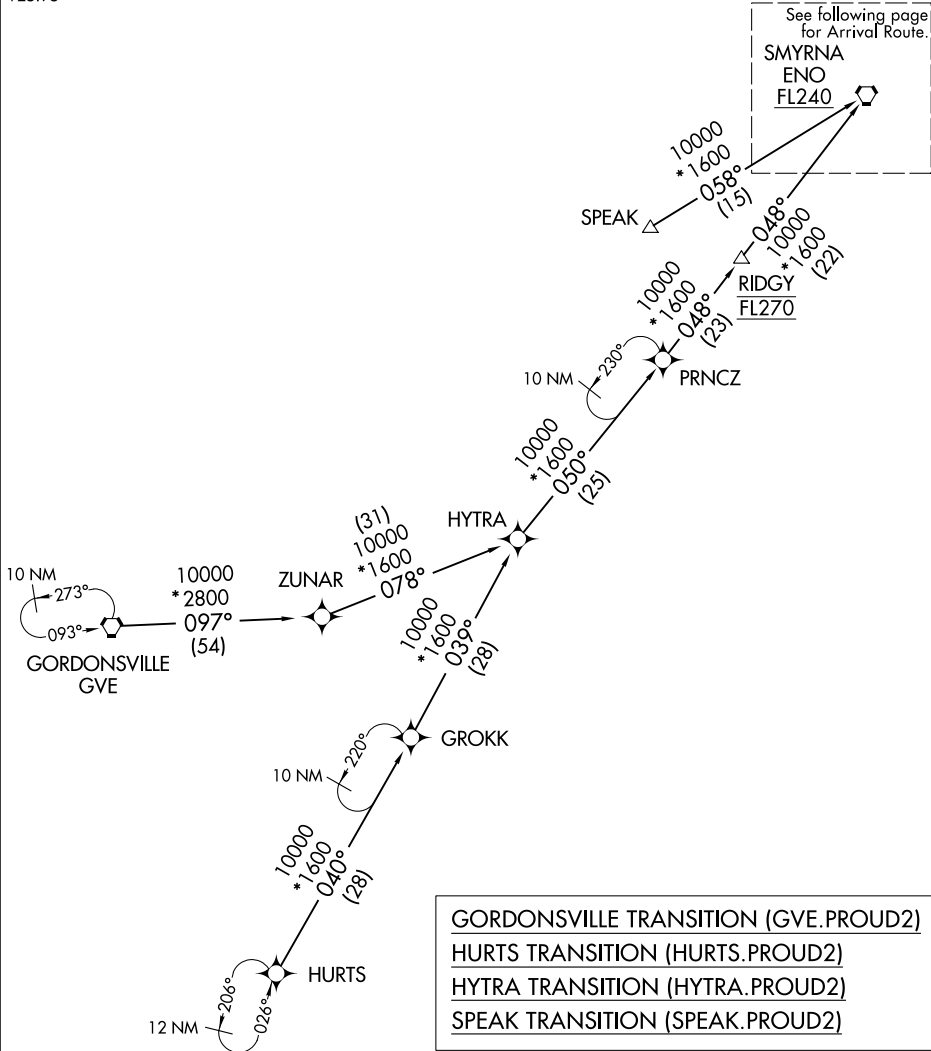 See following page
for Arrival Route.
SMYRNA
ENO
FL240
10000
*1600
058°
(15)
SPEAK
048°
10000
*1600
(22)
RIDGY
FL270
10000
*1600
048°
(23)
230°
10 NM
PRNCZ
10000
*1600
050°
(25)
HYTRA
(31)
10000
*1600
078°
ZUNAR
10 NM
273°
093°
10000
*2800
097°
(54)
GORDONSVILLE
GVE
10000
*1600
039°
(28)
220°
10 NM
GROKK
10000
*1600
040°
(28)
HURTS
206°
026°
12 NM
GORDONSVILLE TRANSITION (GVE.PROUD2)
HURTS TRANSITION (HURTS.PROUD2)
HYTRA TRANSITION (HYTRA.PROUD2)
SPEAK TRANSITION (SPEAK.PROUD2)